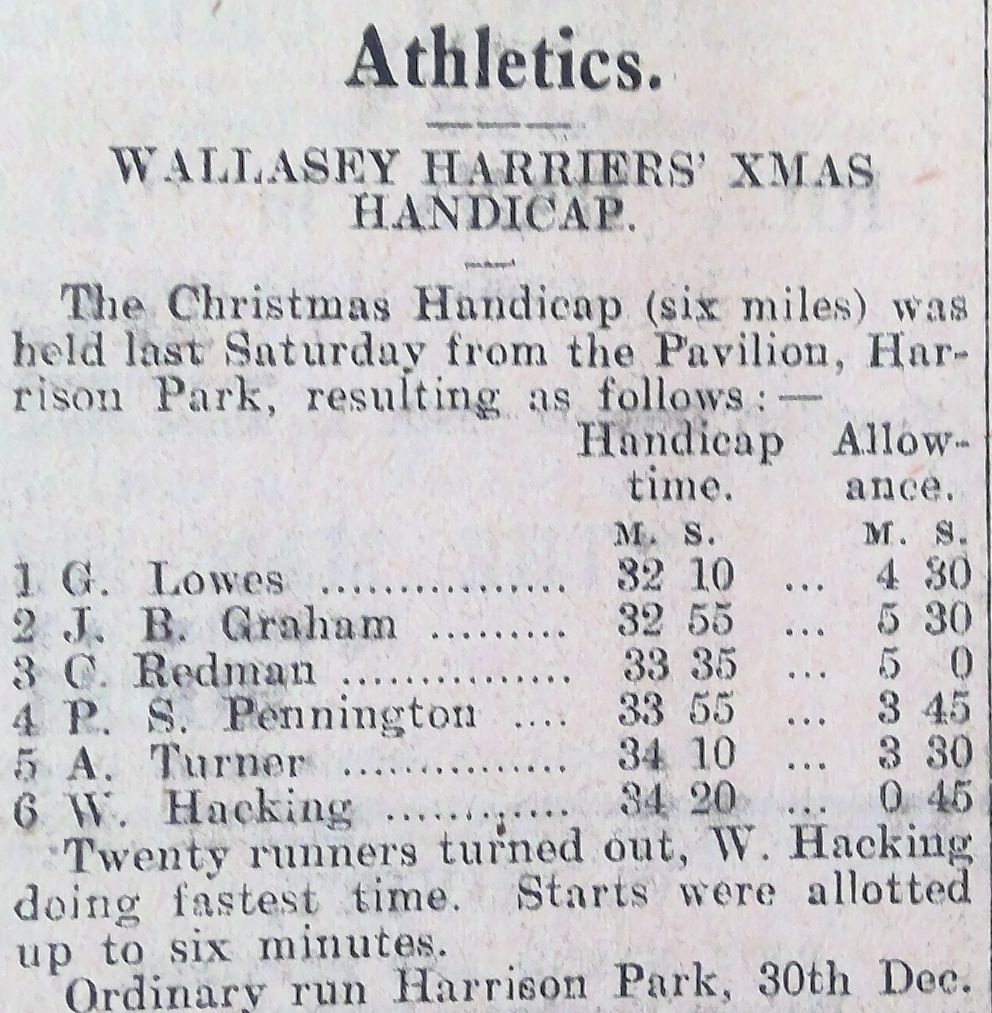 Athletics.
WALLASEY HARRIERS' XMAS
HANDICAP.
The Christmas Handicap (six miles) was
held last Saturday from the Pavilion, Har-
rison Park, resulting as follows:—
Handicap Allow-
time. ance.
M. S. M. S.
1 G. Lowes ................ 32 10 ... 4 30
2 J. B. Graham ......... 32 55 ... 5 30
3 C. Redman ............... 33 35 ... 5 0
4 P. S. Pennington .... 33 55 ... 3 45
5 A. Turner ............... 34 10 ... 3 30
6 W. Hacking ............ 34 20 ... 0 45
Twenty runners turned out, W. Hacking
doing fastest time. Starts were allotted
up to six minutes.
Ordinary run Harrison Park, 30th Dec.